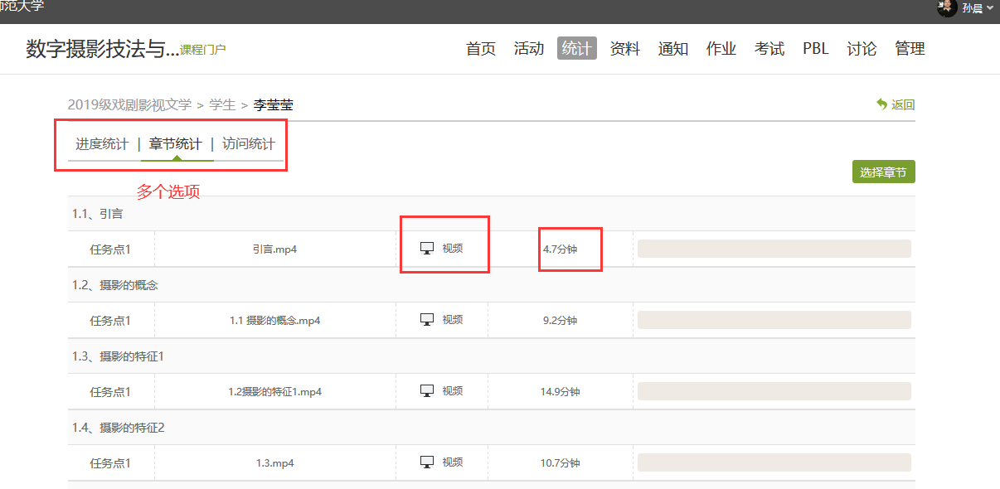 师范大学
孙晨
数字摄影技法与...课程门户
首页 活动 统计 资料 通知 作业 考试 PBL 讨论 管理
2019级戏剧影视文学 > 学生 > 李莹莹
返回
进度统计 | 章节统计 | 访问统计
选择章节
多个选项
1.1、引言
任务点1 引言.mp4 视频 4.7分钟
1.2、摄影的概念
任务点1 1.1 摄影的概念.mp4 视频 9.2分钟
1.3、摄影的特征1
任务点1 1.2摄影的特征1.mp4 视频 14.9分钟
1.4、摄影的特征2
任务点1 1.3.mp4 视频 10.7分钟